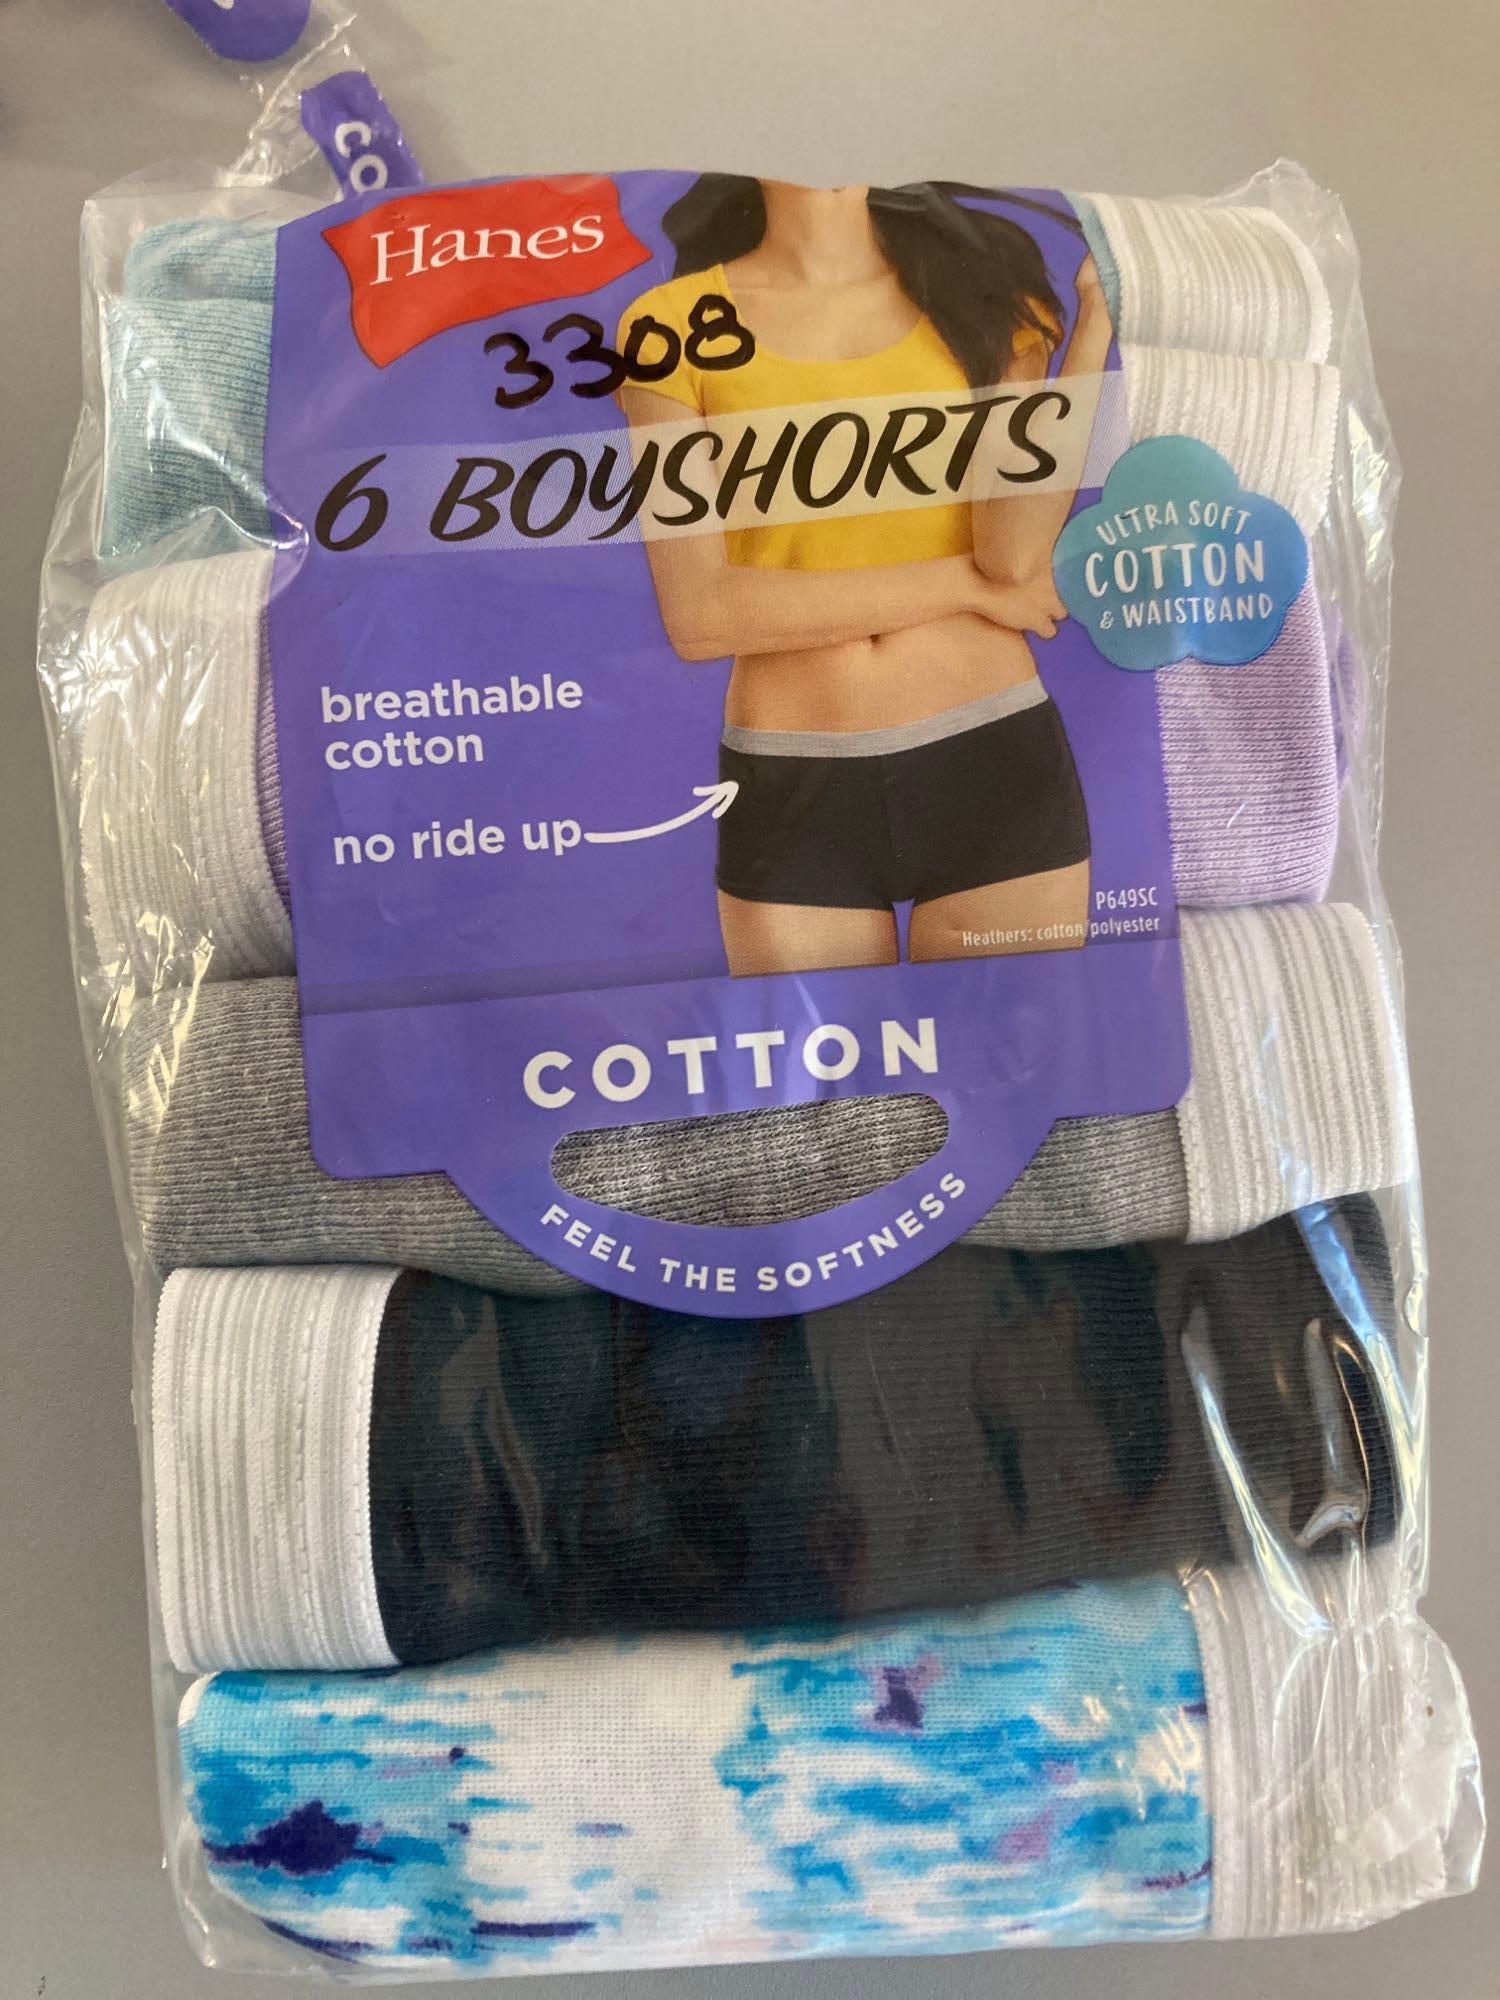 CO
Hanes
3308
6 BOYSHORTS
ULTRA SOFT
COTTON
& WAISTBAND
breathable
cotton
no ride up
P649SC
Heathers: cotton/polyester
COTTON
FEEL THE SOFTNESS